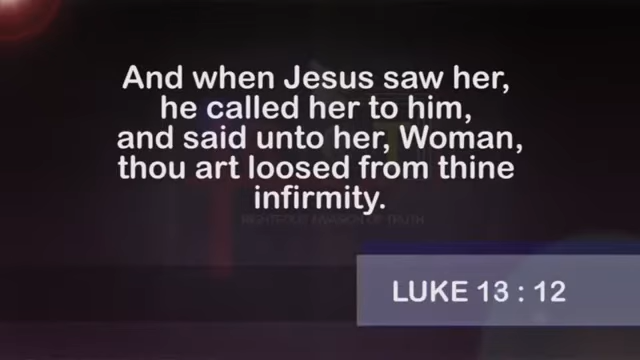 And when Jesus saw her,
he called her to him,
and said unto her, Woman,
thou art loosed from thine
infirmity.
LUKE 13 : 12